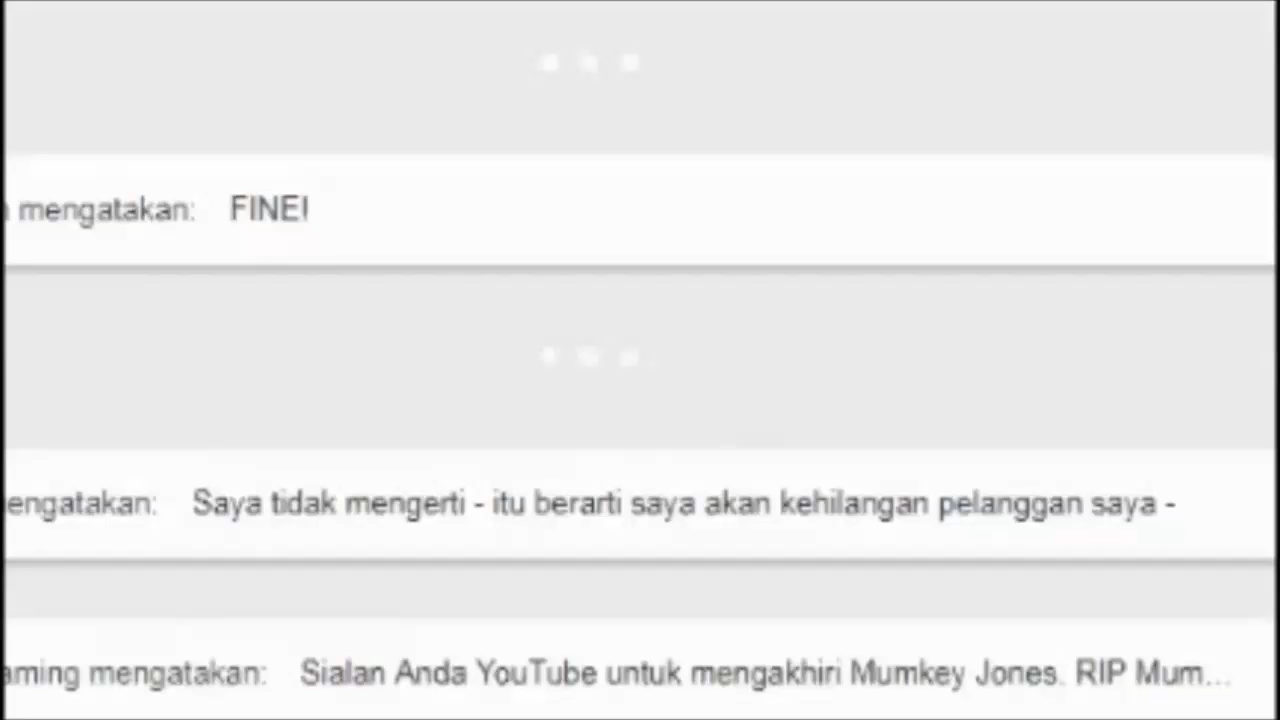 mengatakan: FINE!
engatakan: Saya tidak mengerti - itu berarti saya akan kehilangan pelanggan saya -
aming mengatakan: Sialan Anda YouTube untuk mengakhiri Mumkey Jones. RIP Mum...